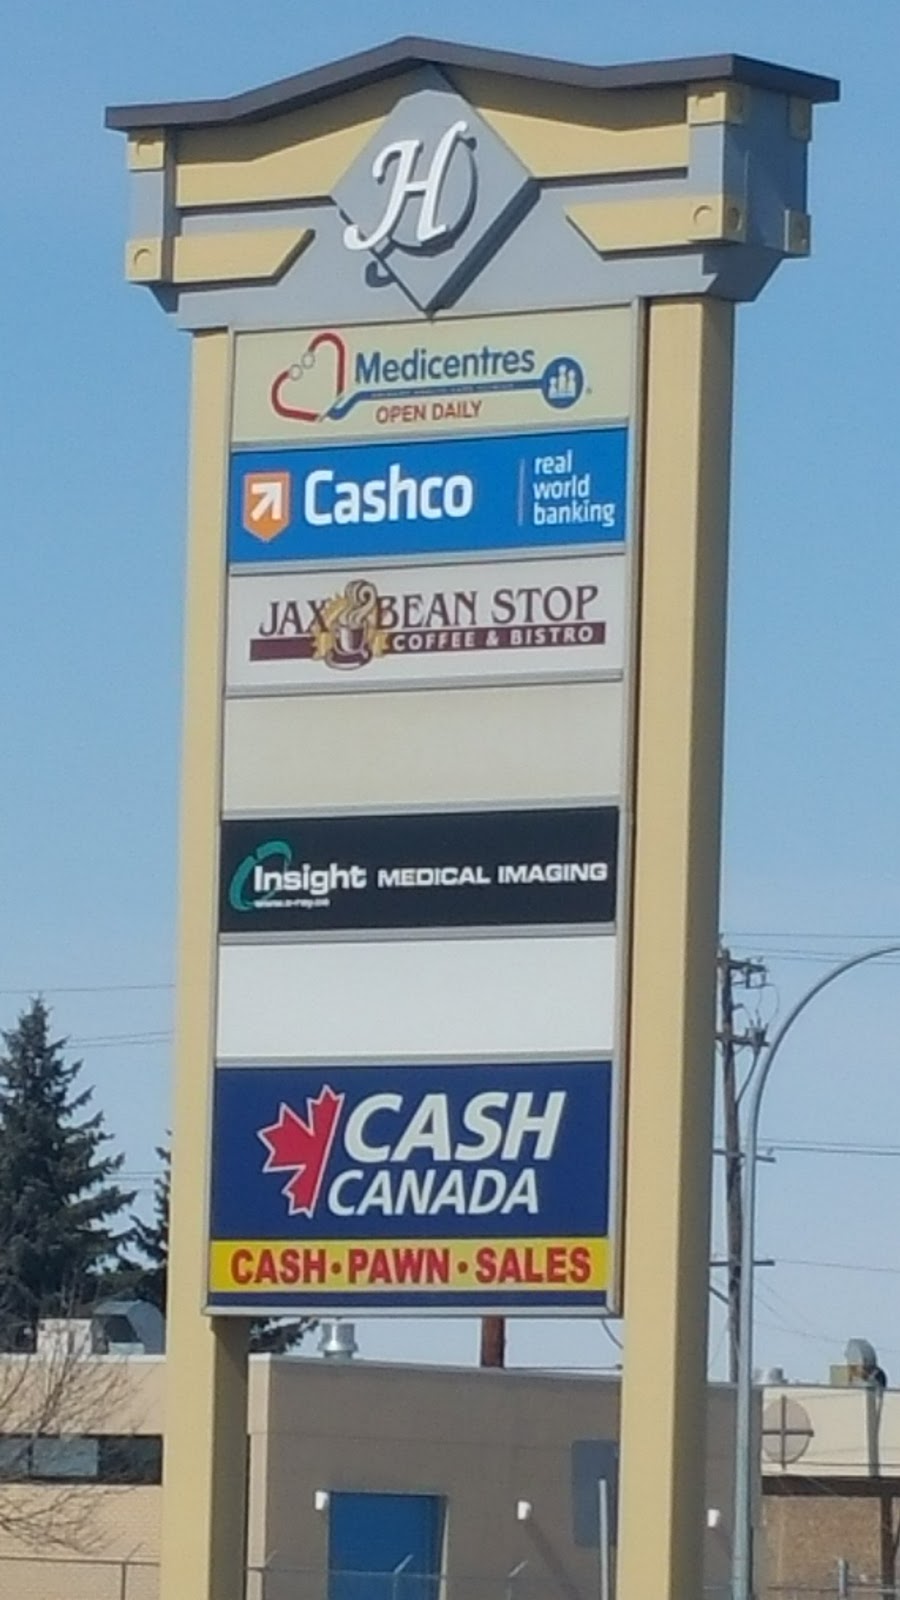 H
Medicentres
OPEN DAILY
Cashco
real
world
banking
JAX BEAN STOP
COFFEE & BISTRO
Insight MEDICAL IMAGING
CASH
CANADA
CASH • PAWN • SALES